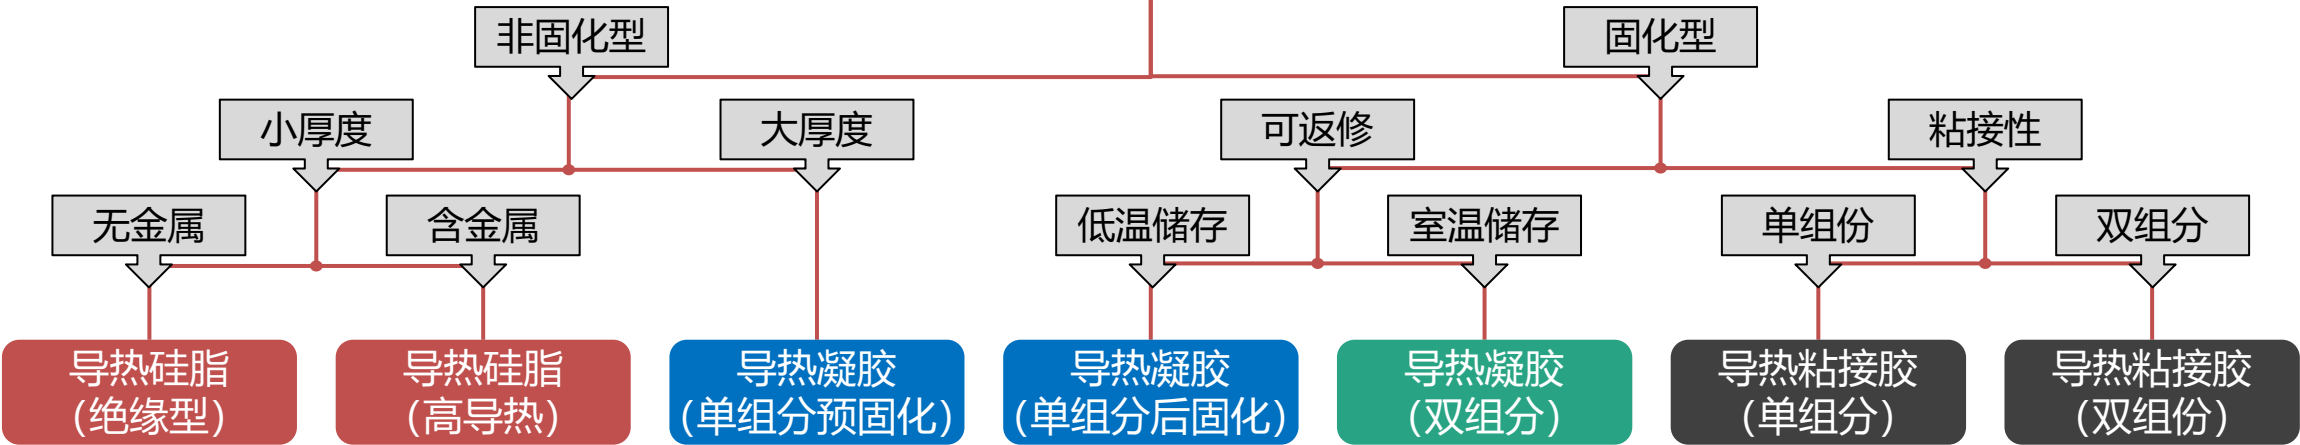 非固化型
固化型
小厚度
大厚度
可返修
粘接性
无金属
含金属
低温储存
室温储存
单组份
双组分
导热硅脂
（绝缘型）
导热硅脂
（高导热）
导热凝胶
（单组分预固化）
导热凝胶
（单组分后固化）
导热凝胶
（双组分）
导热粘接胶
（单组分）
导热粘接胶
（双组份）